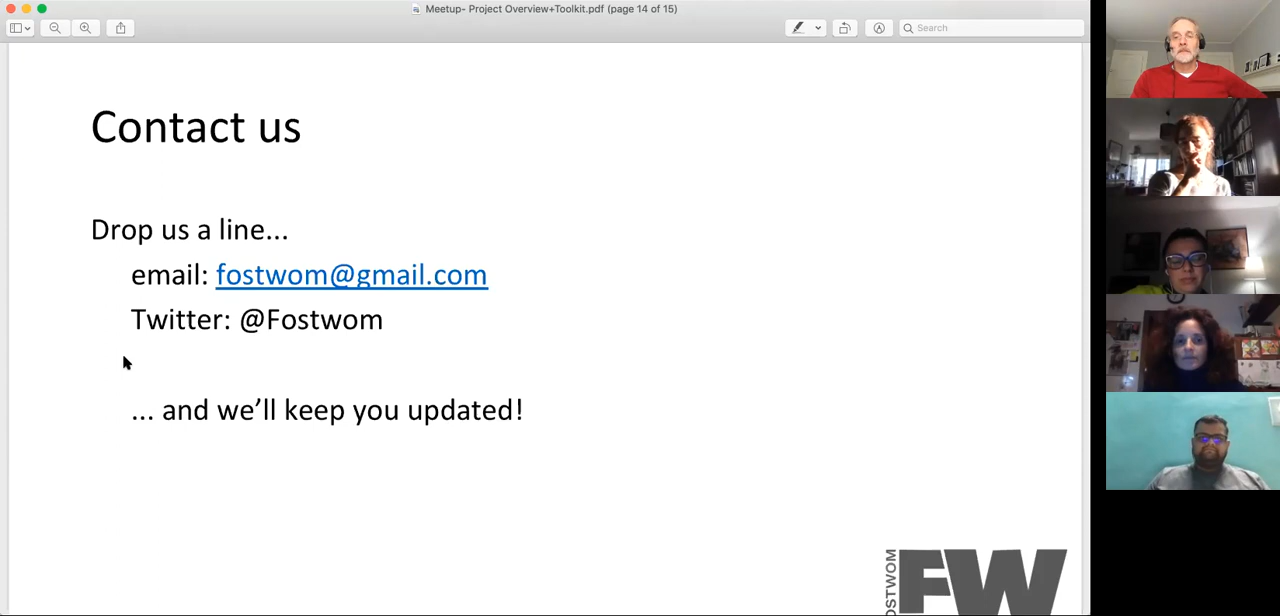 Meetup- Project Overview+Toolkit.pdf (page 14 of 15)
Search
Contact us
Drop us a line...
email: fostwom@gmail.com
Twitter: @Fostwom
... and we’ll keep you updated!
OSTWOM
FW